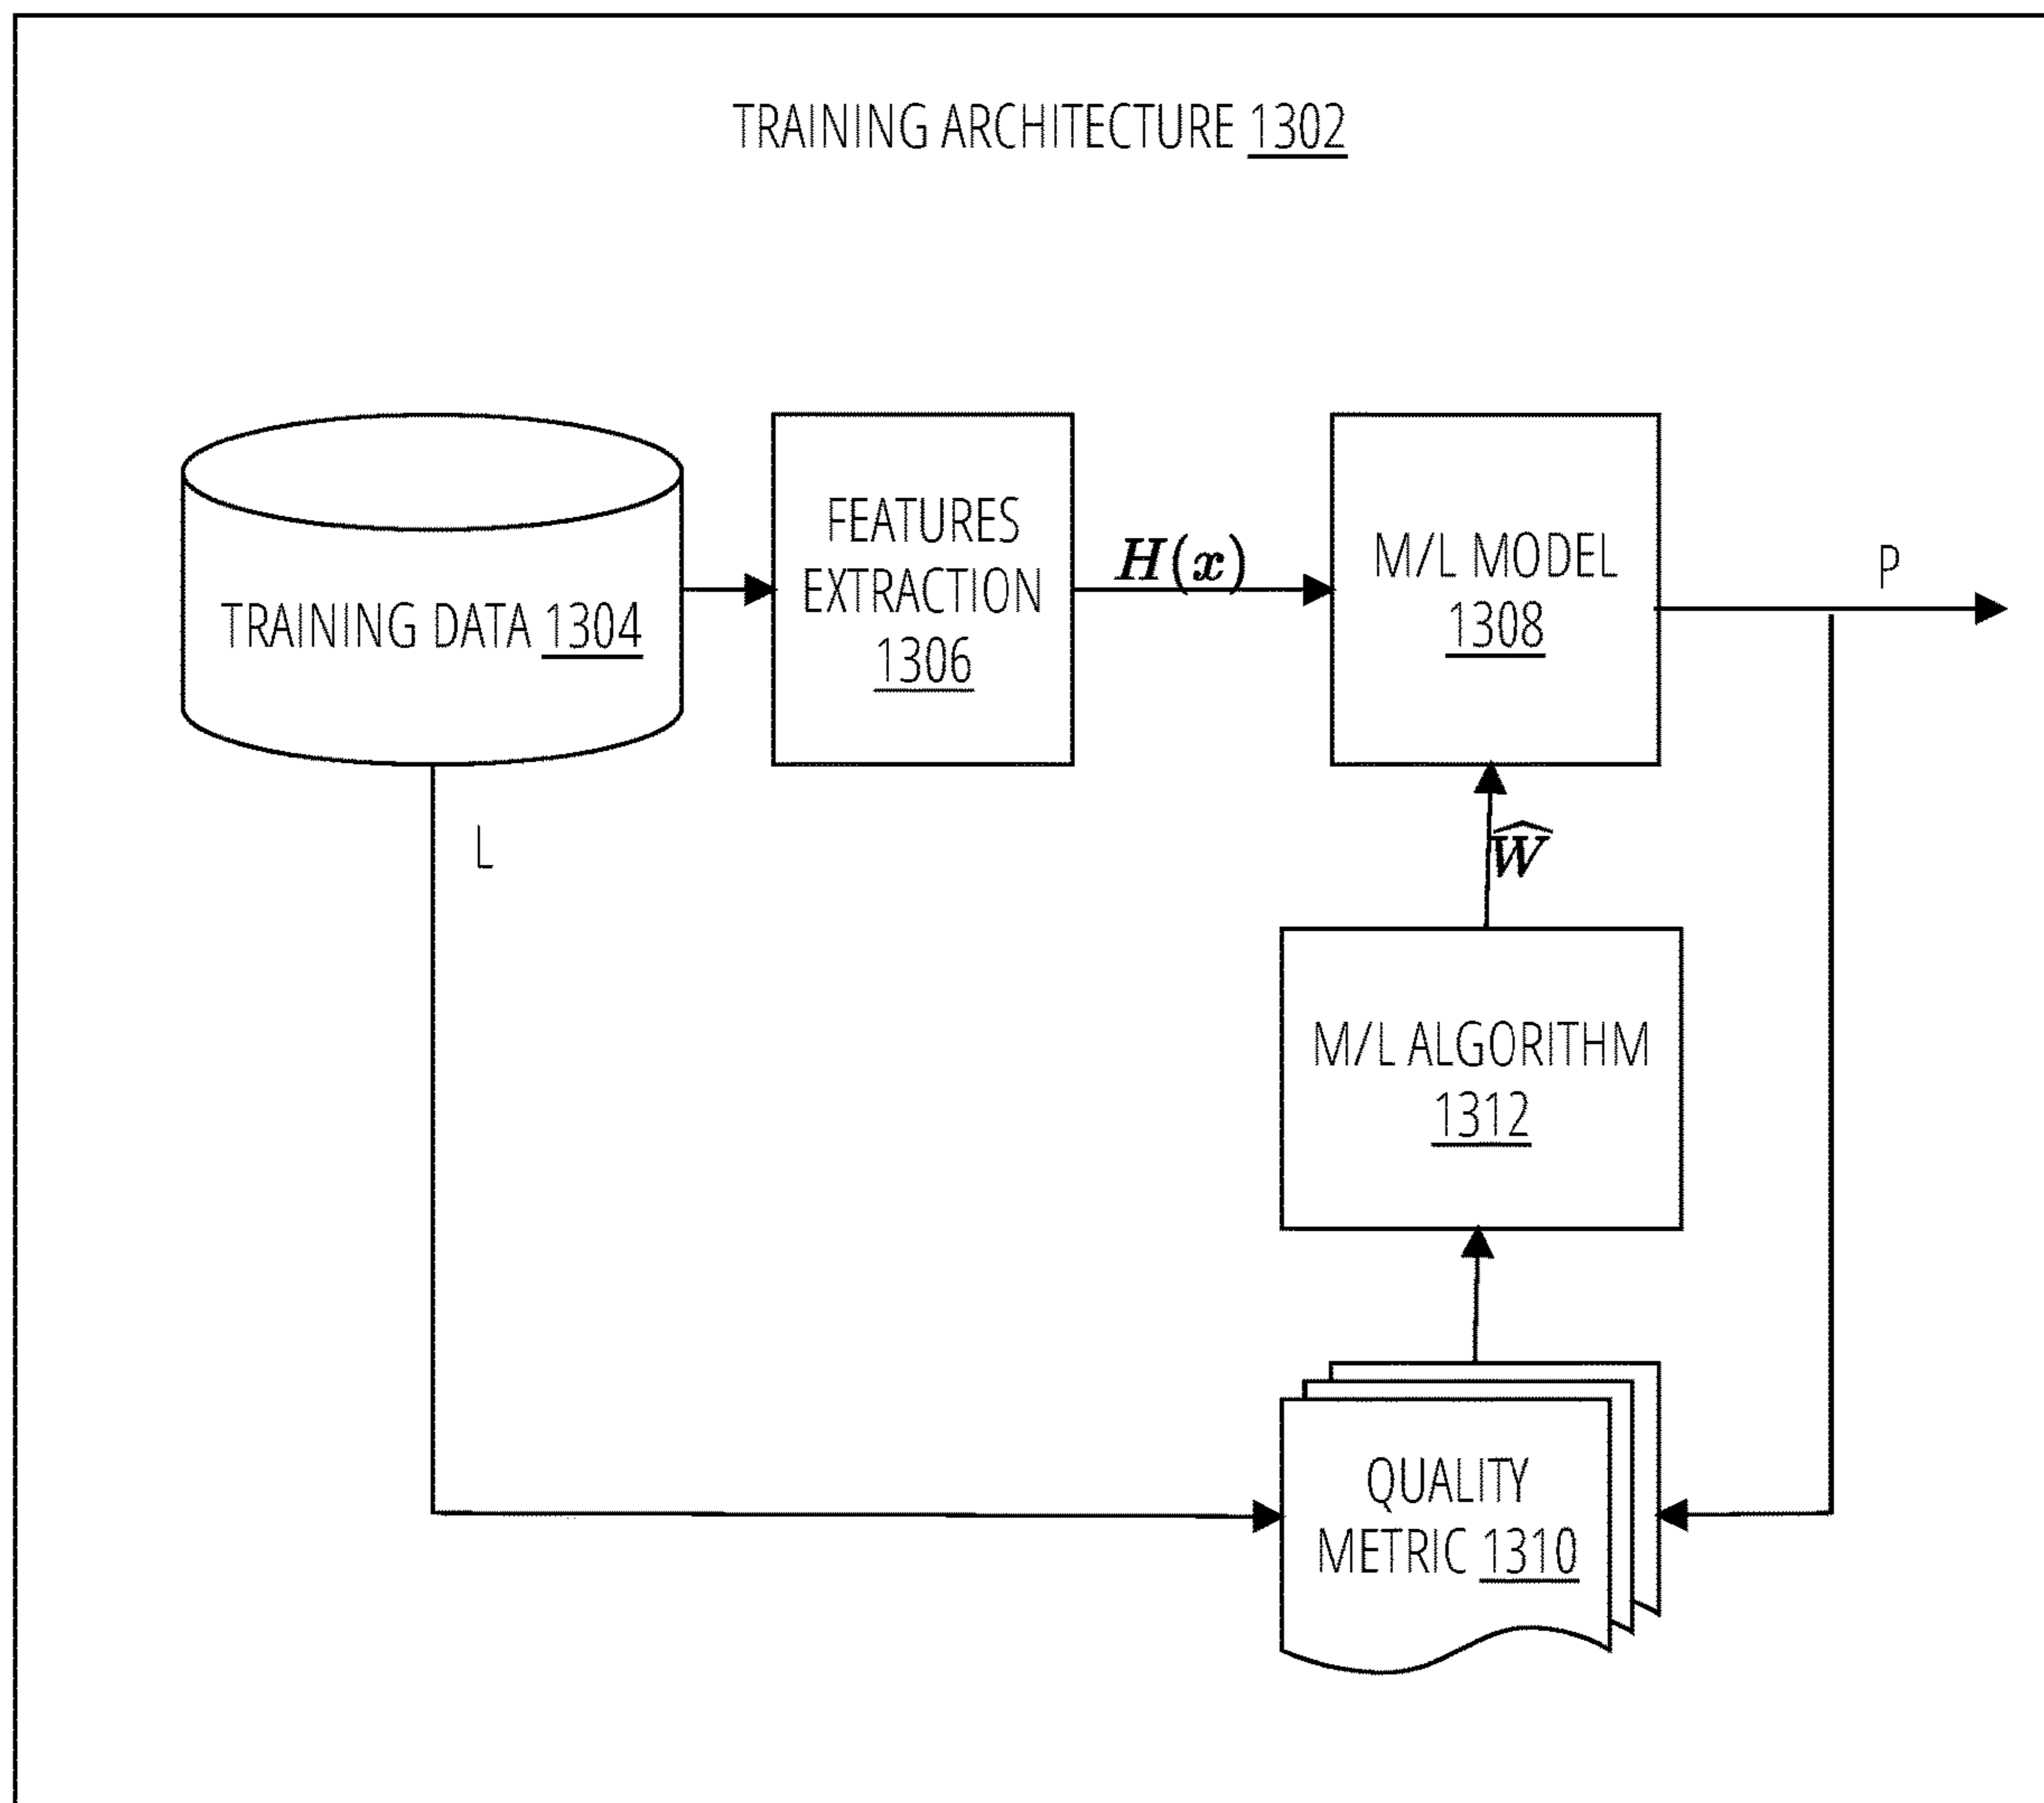 TRAINING ARCHITECTURE 1302
TRAINING DATA 1304
FEATURES
EXTRACTION
1306
H(x)
M/L MODEL
1308
P
L
Ŵ
M/L ALGORITHM
1312
QUALITY
METRIC 1310